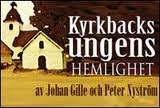 Kyrkbacks
ungens
HEMLIGHET
av Johan Gille och Peter Nyström